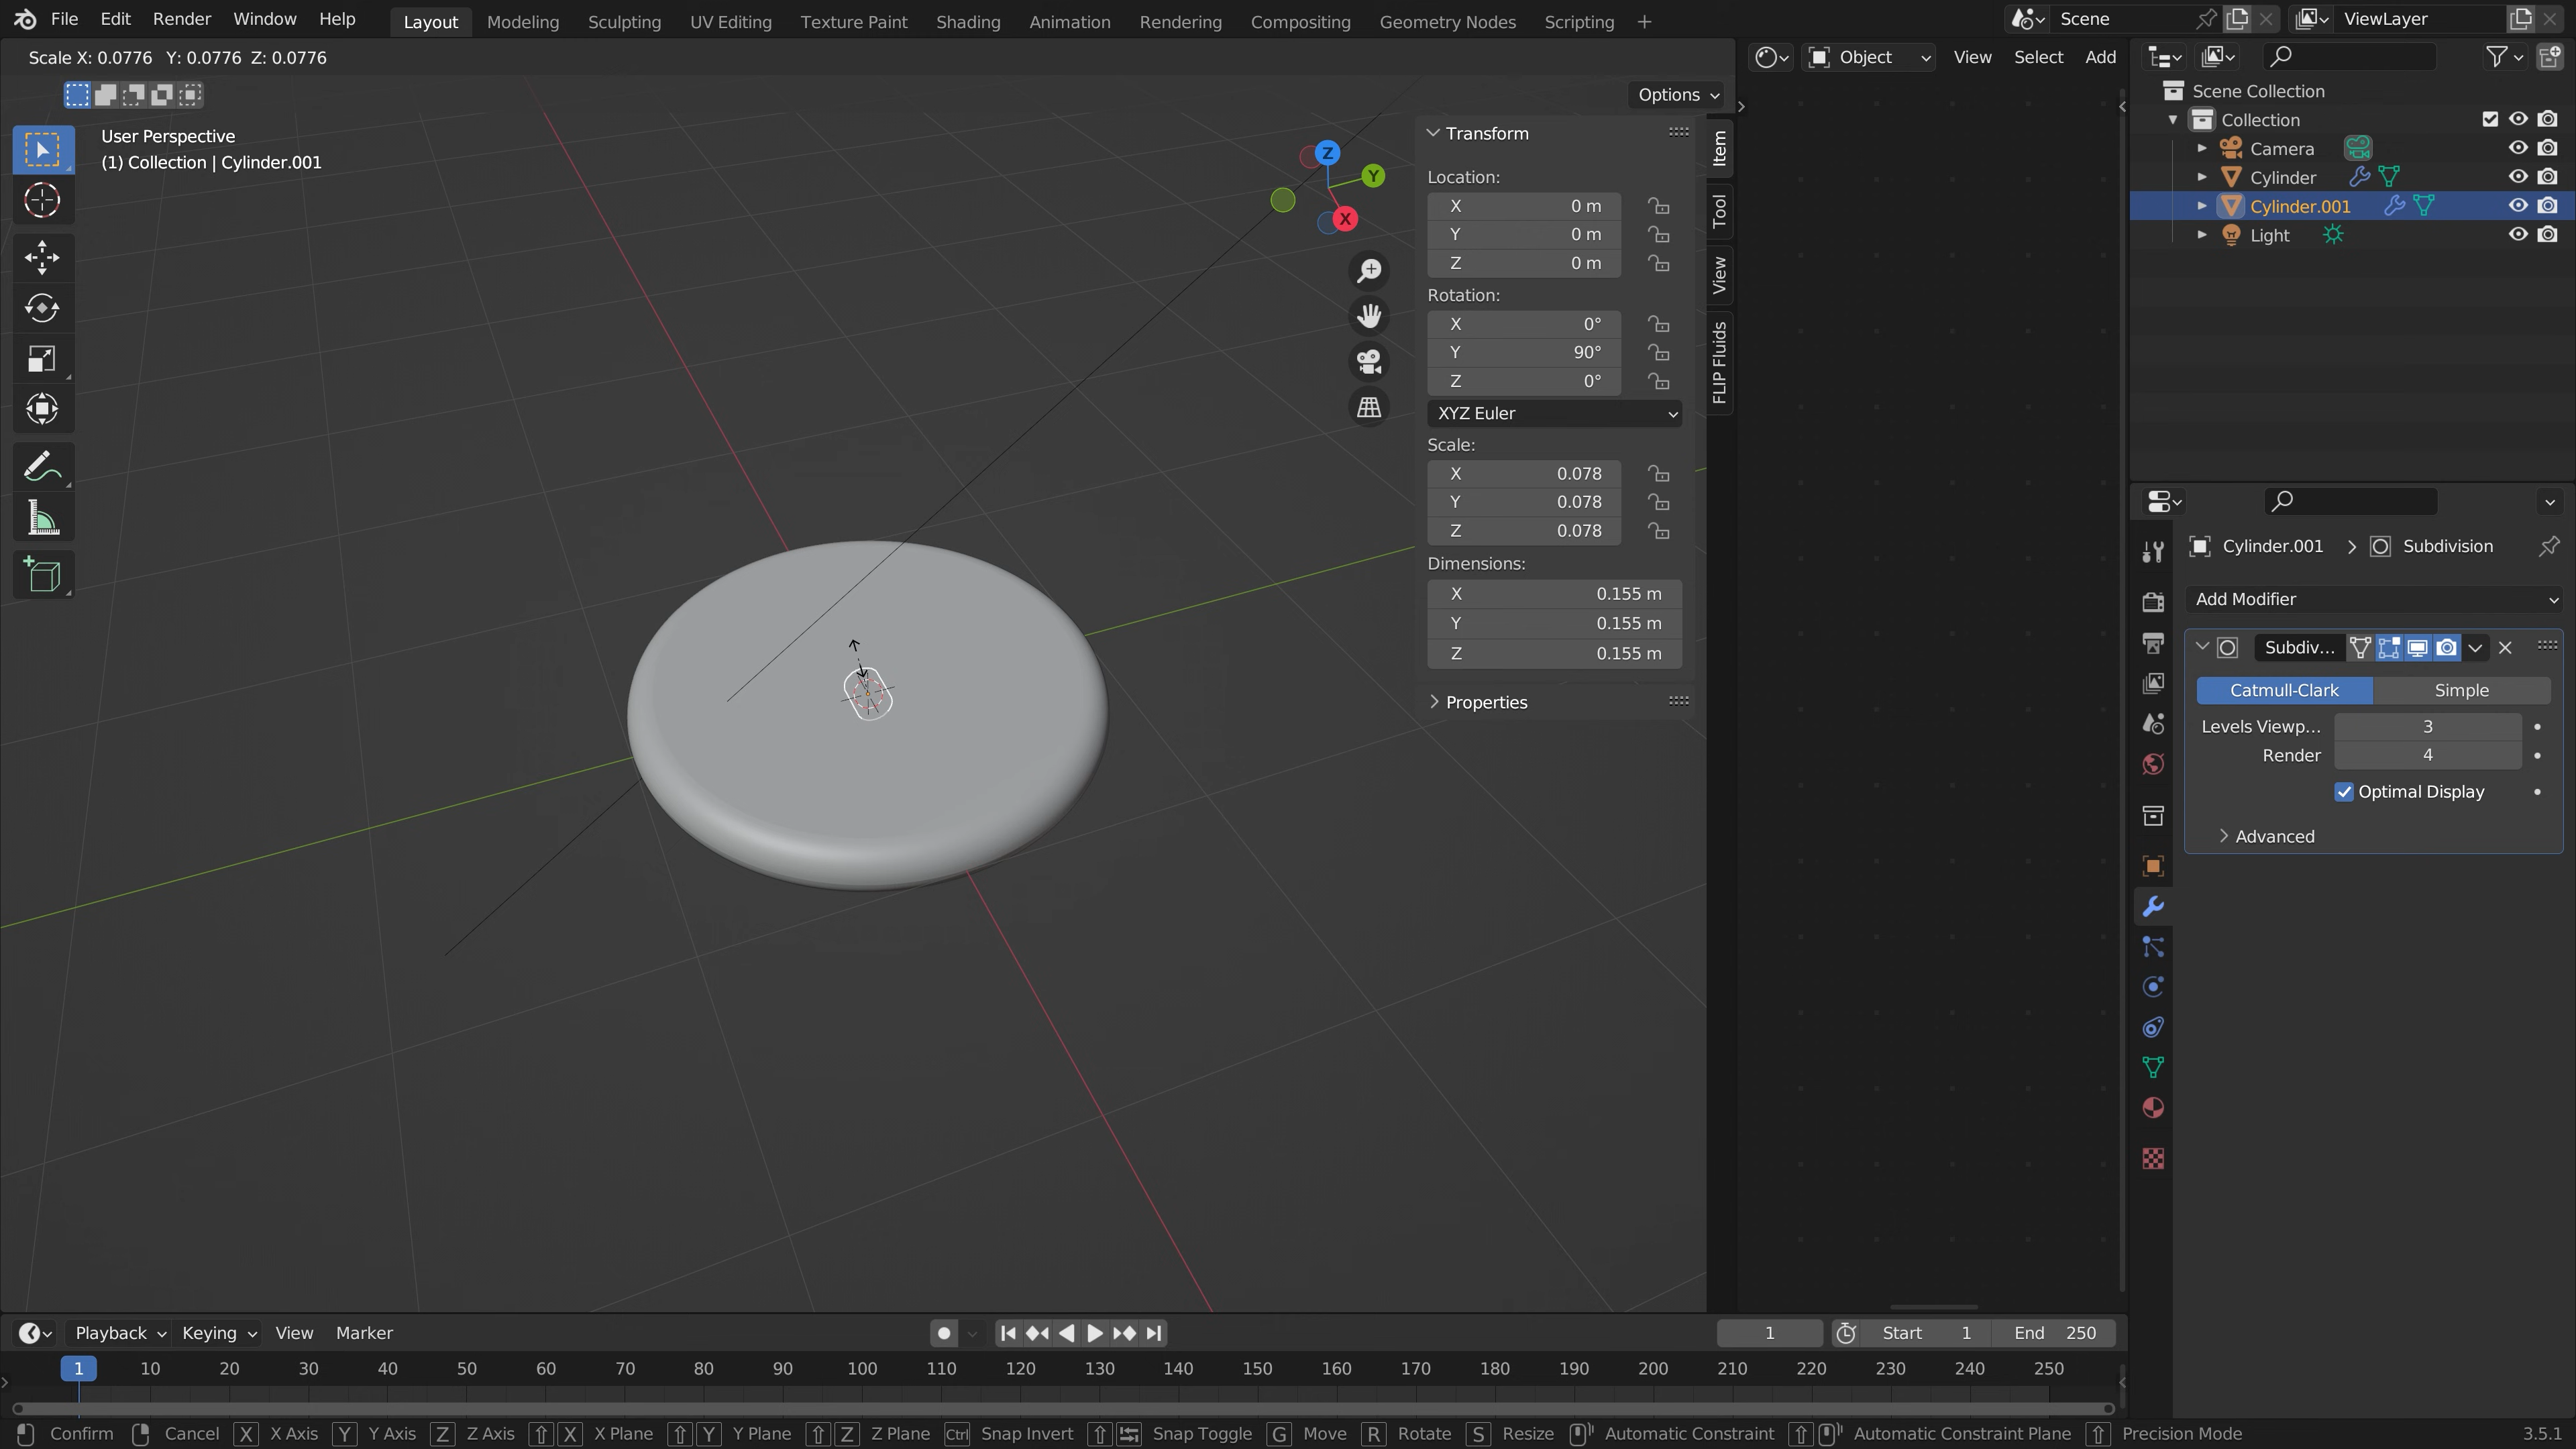 File Edit Render Window Help Layout Modeling Sculpting UV Editing Texture Paint Shading Animation Rendering Compositing Geometry Nodes Scripting + Scene ViewLayer
Scale X: 0.0776 Y: 0.0776 Z: 0.0776
Object View Select Add
Options
User Perspective
(1) Collection | Cylinder.001
Z
Y
X
Transform
Location:
X 0 m
Y 0 m
Z 0 m
Rotation:
X 0°
Y 90°
Z 0°
XYZ Euler
Scale:
X 0.078
Y 0.078
Z 0.078
Dimensions:
X 0.155 m
Y 0.155 m
Z 0.155 m
Properties
Item
Tool
View
FLIP Fluids
Scene Collection
Collection
Camera
Cylinder
Cylinder.001
Light
Cylinder.001 Subdivision
Add Modifier
Subdiv...
Catmull-Clark Simple
Levels Viewp... 3
Render 4
Optimal Display
Advanced
Playback Keying View Marker 1 Start 1 End 250
1 10 20 30 40 50 60 70 80 90 100 110 120 130 140 150 160 170 180 190 200 210 220 230 240 250
Confirm Cancel X X Axis Y Y Axis Z Z Axis X X Plane Y Y Plane Z Z Plane Ctrl Snap Invert Snap Toggle G Move R Rotate S Resize Automatic Constraint Automatic Constraint Plane Precision Mode 3.5.1